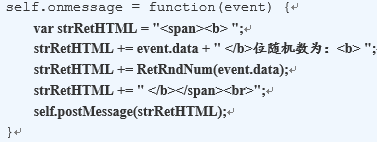 self.onmessage = function(event) {
var strRetHTML = "<span><b> ";
strRetHTML += event.data + " </b>位随机数为：<b> ";
strRetHTML += RetRndNum(event.data);
strRetHTML += " </b></span><br>";
self.postMessage(strRetHTML);
}